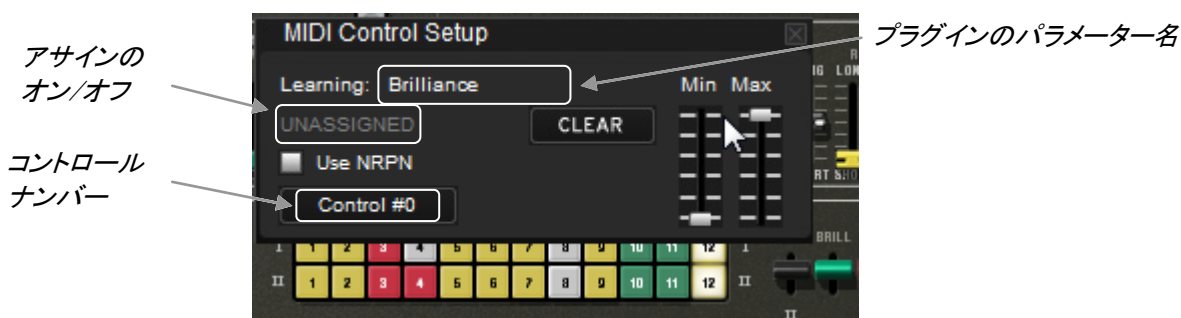 MIDI Control Setup
プラグインのパラメーター名
アサインの
オン/オフ
Learning: Brilliance
Min Max
UNASSIGNED
CLEAR
コントロール
ナンバー
Use NRPN
Control #0
I 1 2 3 4 5 6 7 8 9 10 11 12 I
BRILL
II 1 2 3 4 5 6 7 8 9 10 11 12 II
II